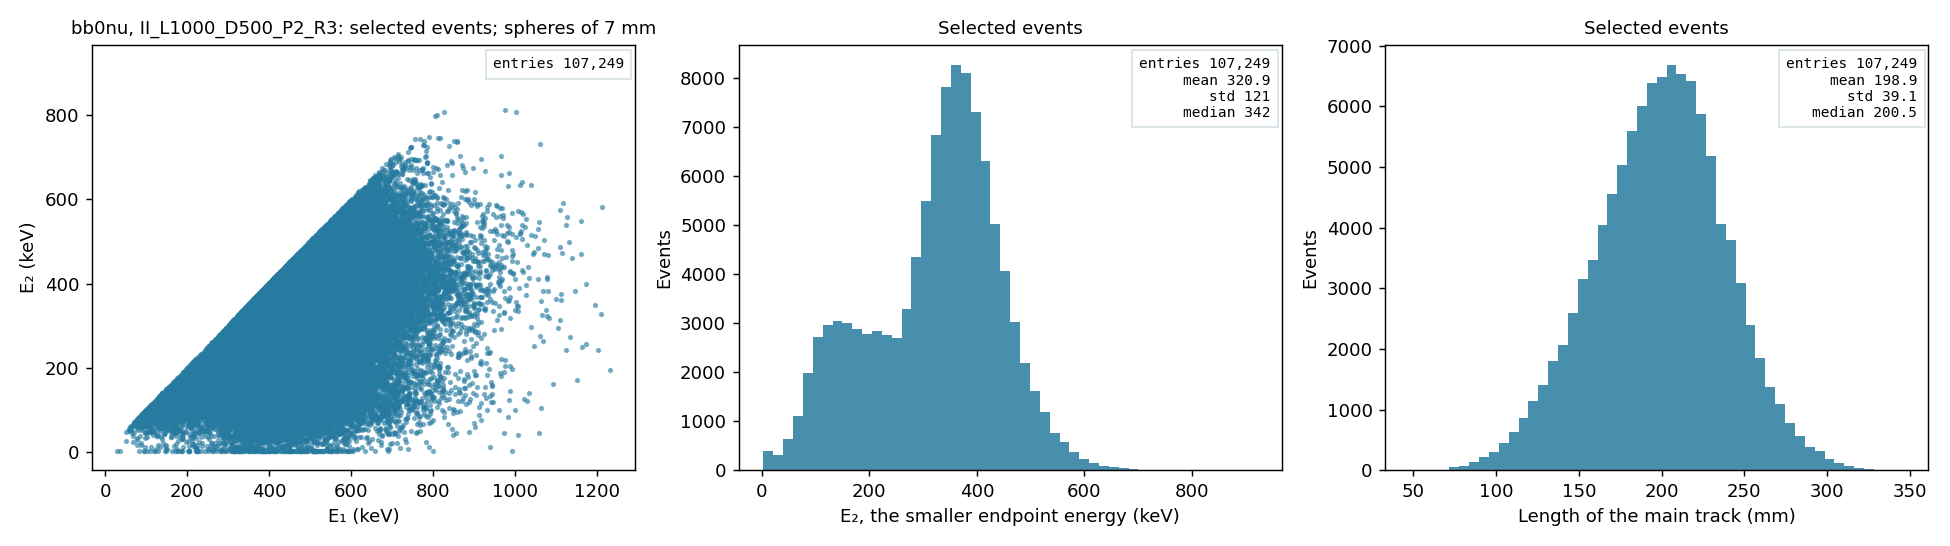 bb0nu, II_L1000_D500_P2_R3: selected events; spheres of 7 mm
entries 107,249
800
600
400
200
0
E₂ (keV)
0 200 400 600 800 1000 1200
E₁ (keV)
Selected events
entries 107,249
mean 320.9
std 121
median 342
8000
7000
6000
5000
4000
3000
2000
1000
0
Events
0 200 400 600 800
E₂, the smaller endpoint energy (keV)
Selected events
entries 107,249
mean 198.9
std 39.1
median 200.5
7000
6000
5000
4000
3000
2000
1000
0
Events
50 100 150 200 250 300 350
Length of the main track (mm)